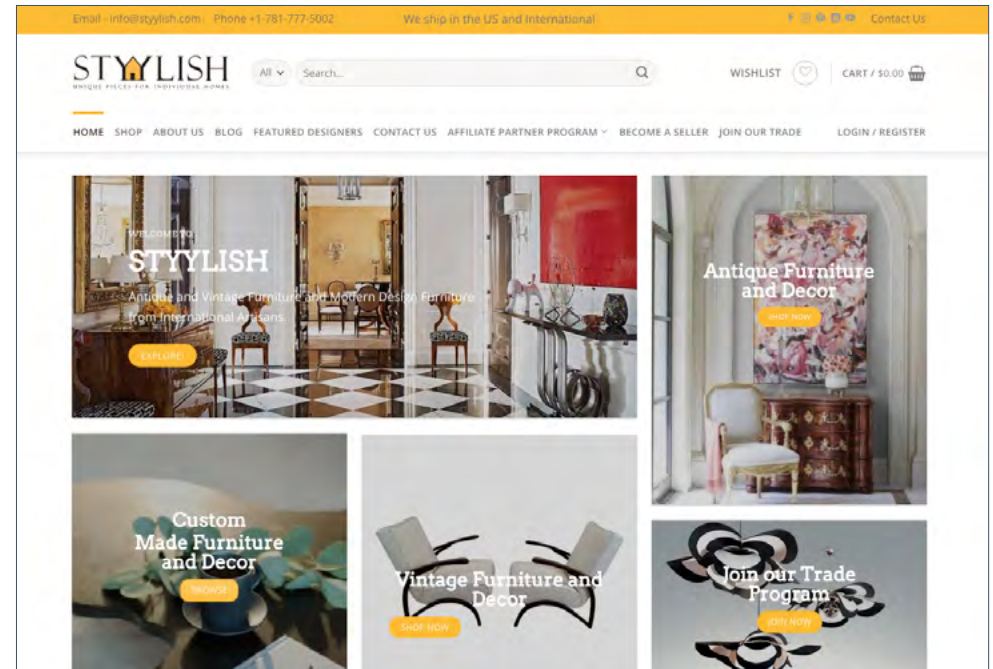 Email - info@styylish.com Phone +1-781-777-5002 We ship in the US and International Contact Us
STYYLISH
UNIQUE PIECES FOR INDIVIDUAL HOMES
All Search... WISHLIST CART / $0.00
HOME SHOP ABOUT US BLOG FEATURED DESIGNERS CONTACT US AFFILIATE PARTNER PROGRAM BECOME A SELLER JOIN OUR TRADE LOGIN / REGISTER
WELCOME TO
STYYLISH
Antique and Vintage Furniture and Modern Design Furniture
from International Artisans.
EXPLORE!
Antique Furniture
and Decor
SHOP NOW
Custom
Made Furniture
and Decor
BROWSE!
Vintage Furniture and
Decor
SHOP NOW
Join our Trade
Program
JOIN NOW